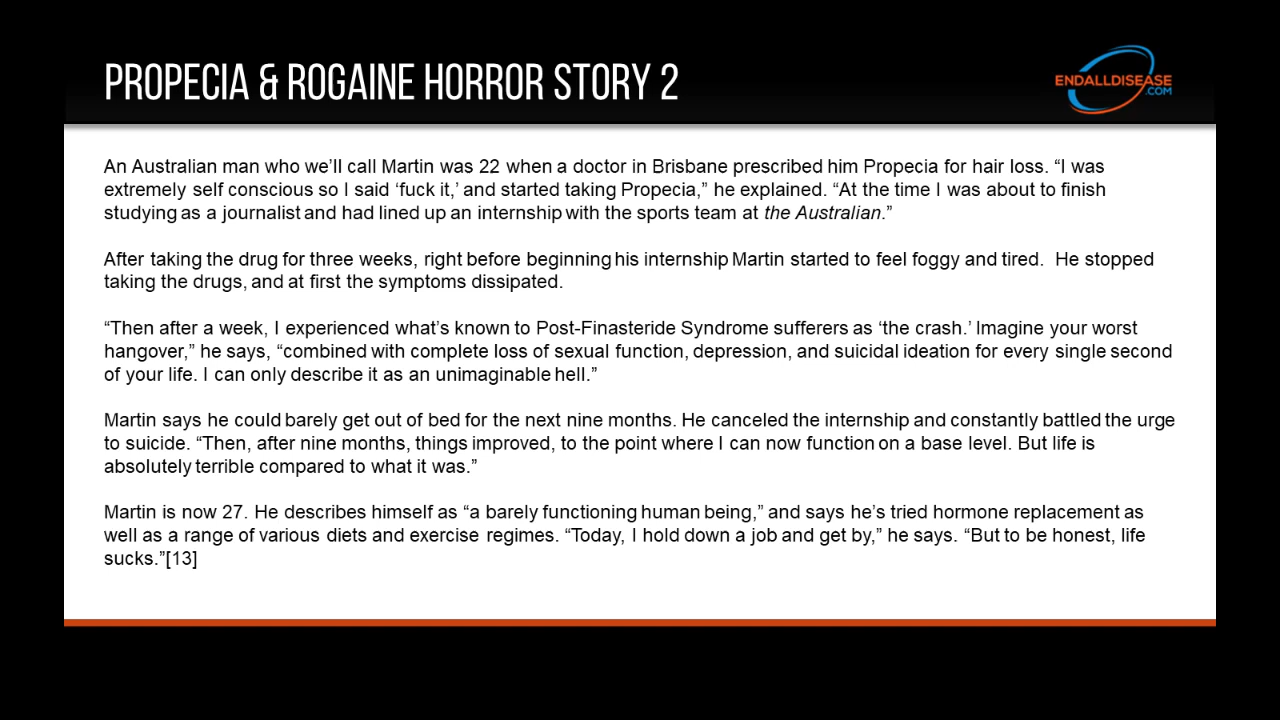 PROPECIA & ROGAINE HORROR STORY 2
ENDALLDISEASE
.COM
An Australian man who we’ll call Martin was 22 when a doctor in Brisbane prescribed him Propecia for hair loss. “I was
extremely self conscious so I said ‘fuck it,’ and started taking Propecia,” he explained. “At the time I was about to finish
studying as a journalist and had lined up an internship with the sports team at the Australian.”
After taking the drug for three weeks, right before beginning his internship Martin started to feel foggy and tired.  He stopped
taking the drugs, and at first the symptoms dissipated.
“Then after a week, I experienced what’s known to Post-Finasteride Syndrome sufferers as ‘the crash.’ Imagine your worst
hangover,” he says, “combined with complete loss of sexual function, depression, and suicidal ideation for every single second
of your life. I can only describe it as an unimaginable hell.”
Martin says he could barely get out of bed for the next nine months. He canceled the internship and constantly battled the urge
to suicide. “Then, after nine months, things improved, to the point where I can now function on a base level. But life is
absolutely terrible compared to what it was.”
Martin is now 27. He describes himself as “a barely functioning human being,” and says he’s tried hormone replacement as
well as a range of various diets and exercise regimes. “Today, I hold down a job and get by,” he says. “But to be honest, life
sucks.”[13]